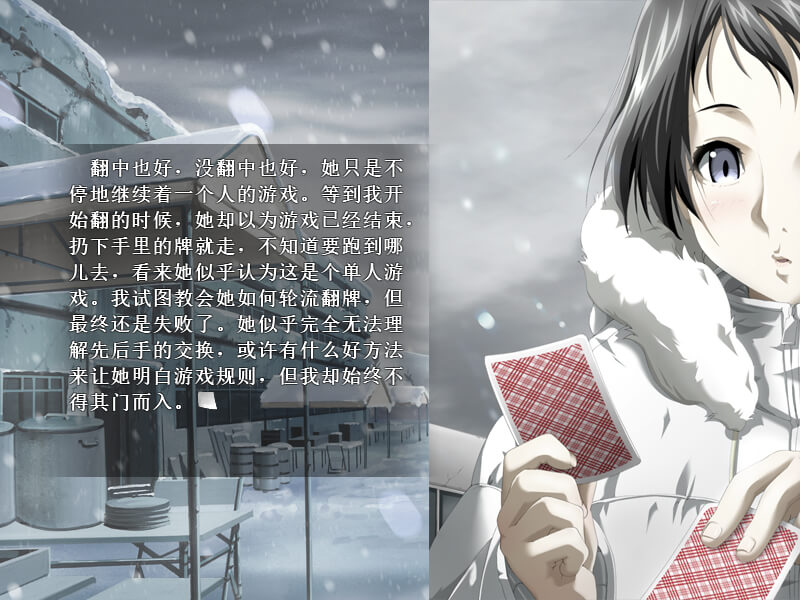 翻中也好，没翻中也好，她只是不
停地继续着一个人的游戏。等到我开
始翻的时候，她却以为游戏已经结束，
扔下手里的牌就走，不知道要跑到哪
儿去，看来她似乎认为这是个单人游
戏。我试图教会她如何轮流翻牌，但
最终还是失败了。她似乎完全无法理
解先后手的交换，或许有什么好方法
来让她明白游戏规则，但我却始终不
得其门而入。